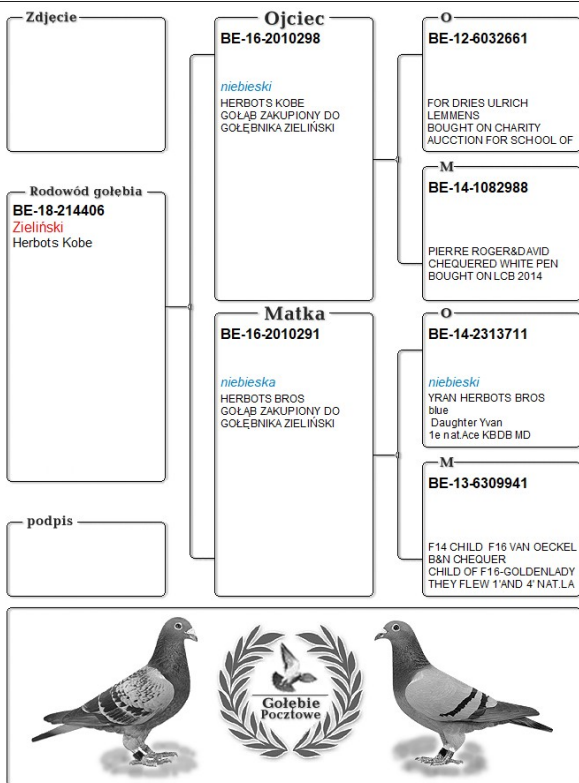 Zdjęcie
Rodowód gołębia
BE-18-214406
Zieliński
Herbots Kobe
podpis
Ojciec
BE-16-2010298
niebieski
HERBOTS KOBE
GOŁĄB ZAKUPIONY DO
GOŁĘBNIKA ZIELIŃSKI
Matka
BE-16-2010291
niebieska
HERBOTS BROS
GOŁĄB ZAKUPIONY DO
GOŁĘBNIKA ZIELIŃSKI
O
BE-12-6032661
FOR DRIES ULRICH
LEMMENS
BOUGHT ON CHARITY
AUCCTION FOR SCHOOL OF
M
BE-14-1082988
PIERRE ROGER&DAVID
CHEQUERED WHITE PEN
BOUGHT ON LCB 2014
O
BE-14-2313711
niebieski
YRAN HERBOTS BROS
blue
Daughter Yvan
1e nat.Ace KBDB MD
M
BE-13-6309941
F14 CHILD F16 VAN OECKEL
B&N CHEQUER
CHILD OF F16-GOLDENLADY
THEY FLEW 1'AND 4' NAT.LA
Gołębie
Pocztowe